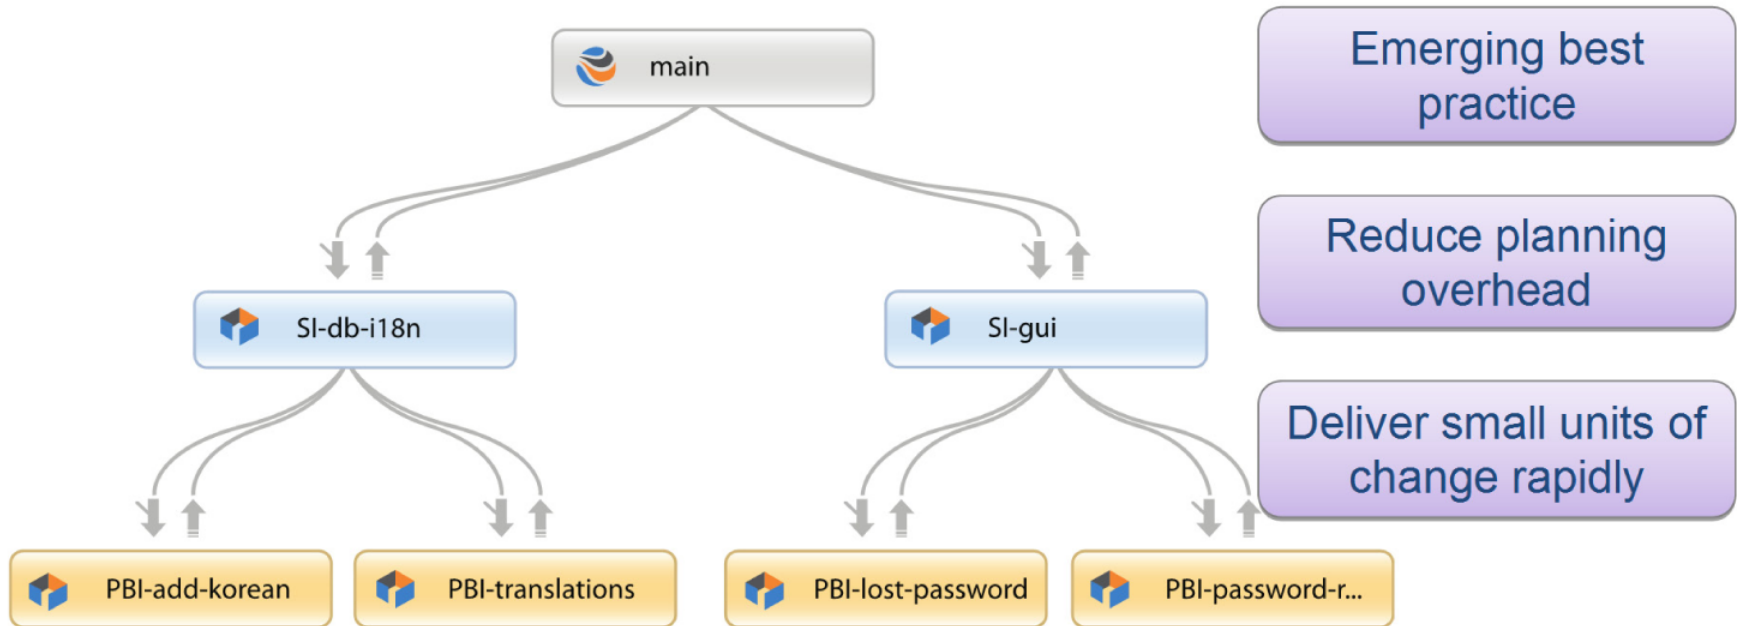 main
Emerging best
practice
Reduce planning
overhead
SI-db-i18n
SI-gui
Deliver small units of
change rapidly
PBI-add-korean
PBI-translations
PBI-lost-password
PBI-password-r...